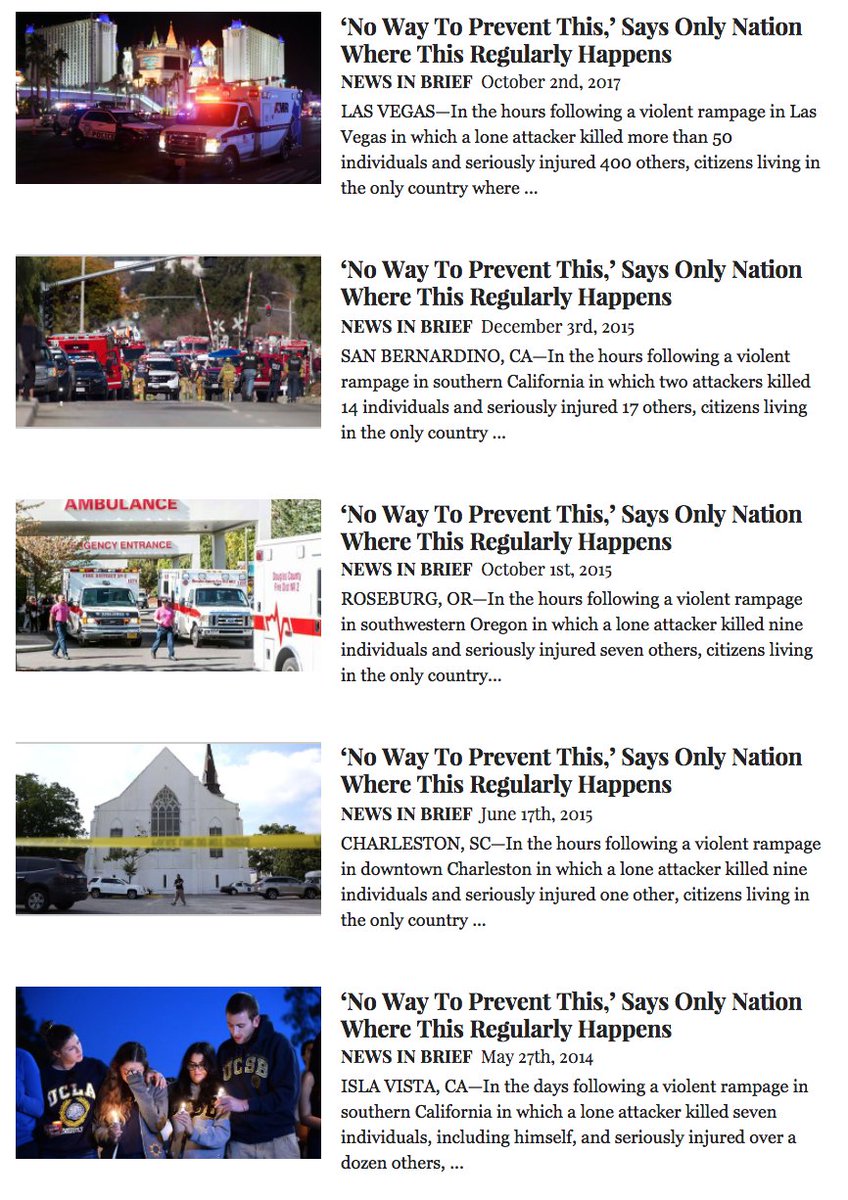 ‘No Way To Prevent This,’ Says Only Nation
Where This Regularly Happens
NEWS IN BRIEF October 2nd, 2017
LAS VEGAS—In the hours following a violent rampage in Las
Vegas in which a lone attacker killed more than 50
individuals and seriously injured 400 others, citizens living in
the only country where ...
POLICE
AMR
‘No Way To Prevent This,’ Says Only Nation
Where This Regularly Happens
NEWS IN BRIEF December 3rd, 2015
SAN BERNARDINO, CA—In the hours following a violent
rampage in southern California in which two attackers killed
14 individuals and seriously injured 17 others, citizens living
in the only country ...
AMBULANCE
ENTRANCE
Douglas County
Fire Dist No 2
‘No Way To Prevent This,’ Says Only Nation
Where This Regularly Happens
NEWS IN BRIEF October 1st, 2015
ROSEBURG, OR—In the hours following a violent rampage
in southwestern Oregon in which a lone attacker killed nine
individuals and seriously injured seven others, citizens living
in the only country...
‘No Way To Prevent This,’ Says Only Nation
Where This Regularly Happens
NEWS IN BRIEF June 17th, 2015
CHARLESTON, SC—In the hours following a violent rampage
in downtown Charleston in which a lone attacker killed nine
individuals and seriously injured one other, citizens living in
the only country ...
UCLA
UCSB
‘No Way To Prevent This,’ Says Only Nation
Where This Regularly Happens
NEWS IN BRIEF May 27th, 2014
ISLA VISTA, CA—In the days following a violent rampage in
southern California in which a lone attacker killed seven
individuals, including himself, and seriously injured over a
dozen others, ...